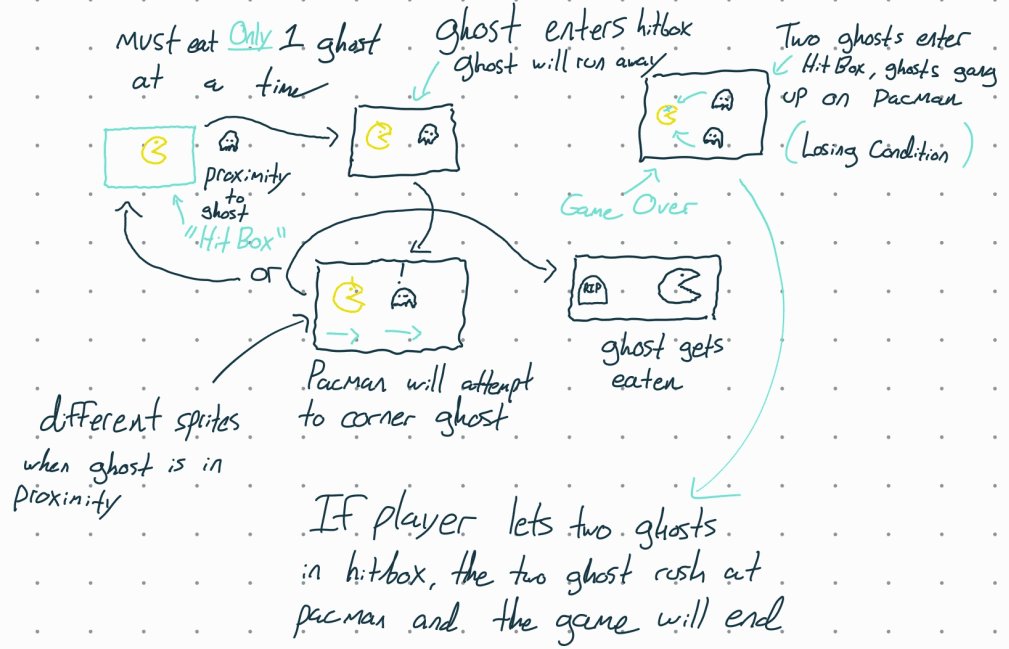 Must eat Only 1 ghost
at a time
ghost enters hitbox
ghost will run away
Two ghosts enter
Hit Box, ghosts gang
up on Pacman
(Losing Condition)
proximity
to
ghost
"Hit Box"
Game Over
or
RIP
ghost gets
eaten
Pacman will attempt
to corner ghost
different sprites
when ghost is in
proximity
If player lets two ghosts
in hitbox, the two ghost rush at
pacman and the game will end